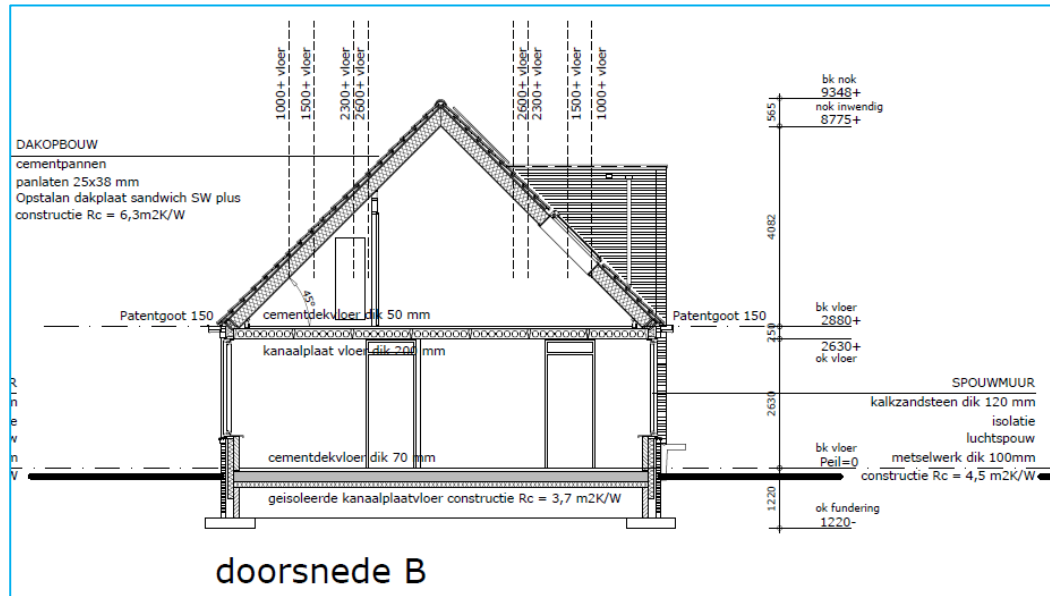 1000+ vloer
1500+ vloer
2300+ vloer
2600+ vloer
2600+ vloer
2300+ vloer
1500+ vloer
1000+ vloer
bk nok
9348+
nok inwendig
8775+
565
DAKOPBOUW
cementpannen
panlaten 25x38 mm
Opstalan dakplaat sandwich SW plus
constructie Rc = 6,3m2K/W
4082
45°
Patentgoot 150
cementdekvloer dik 50 mm
Patentgoot 150
bk vloer
2880+
250
kanaalplaat vloer dik 200 mm
2630+
ok vloer
R
SPOUWMUUR
m
kalkzandsteen dik 120 mm
e
isolatie
w
luchtspouw
2630
m
metselwerk dik 100mm
W
constructie Rc = 4,5 m2K/W
cementdekvloer dik 70 mm
bk vloer
Peil=0
geisoleerde kanaalplaatvloer constructie Rc = 3,7 m2K/W
1220
ok fundering
1220-
doorsnede B